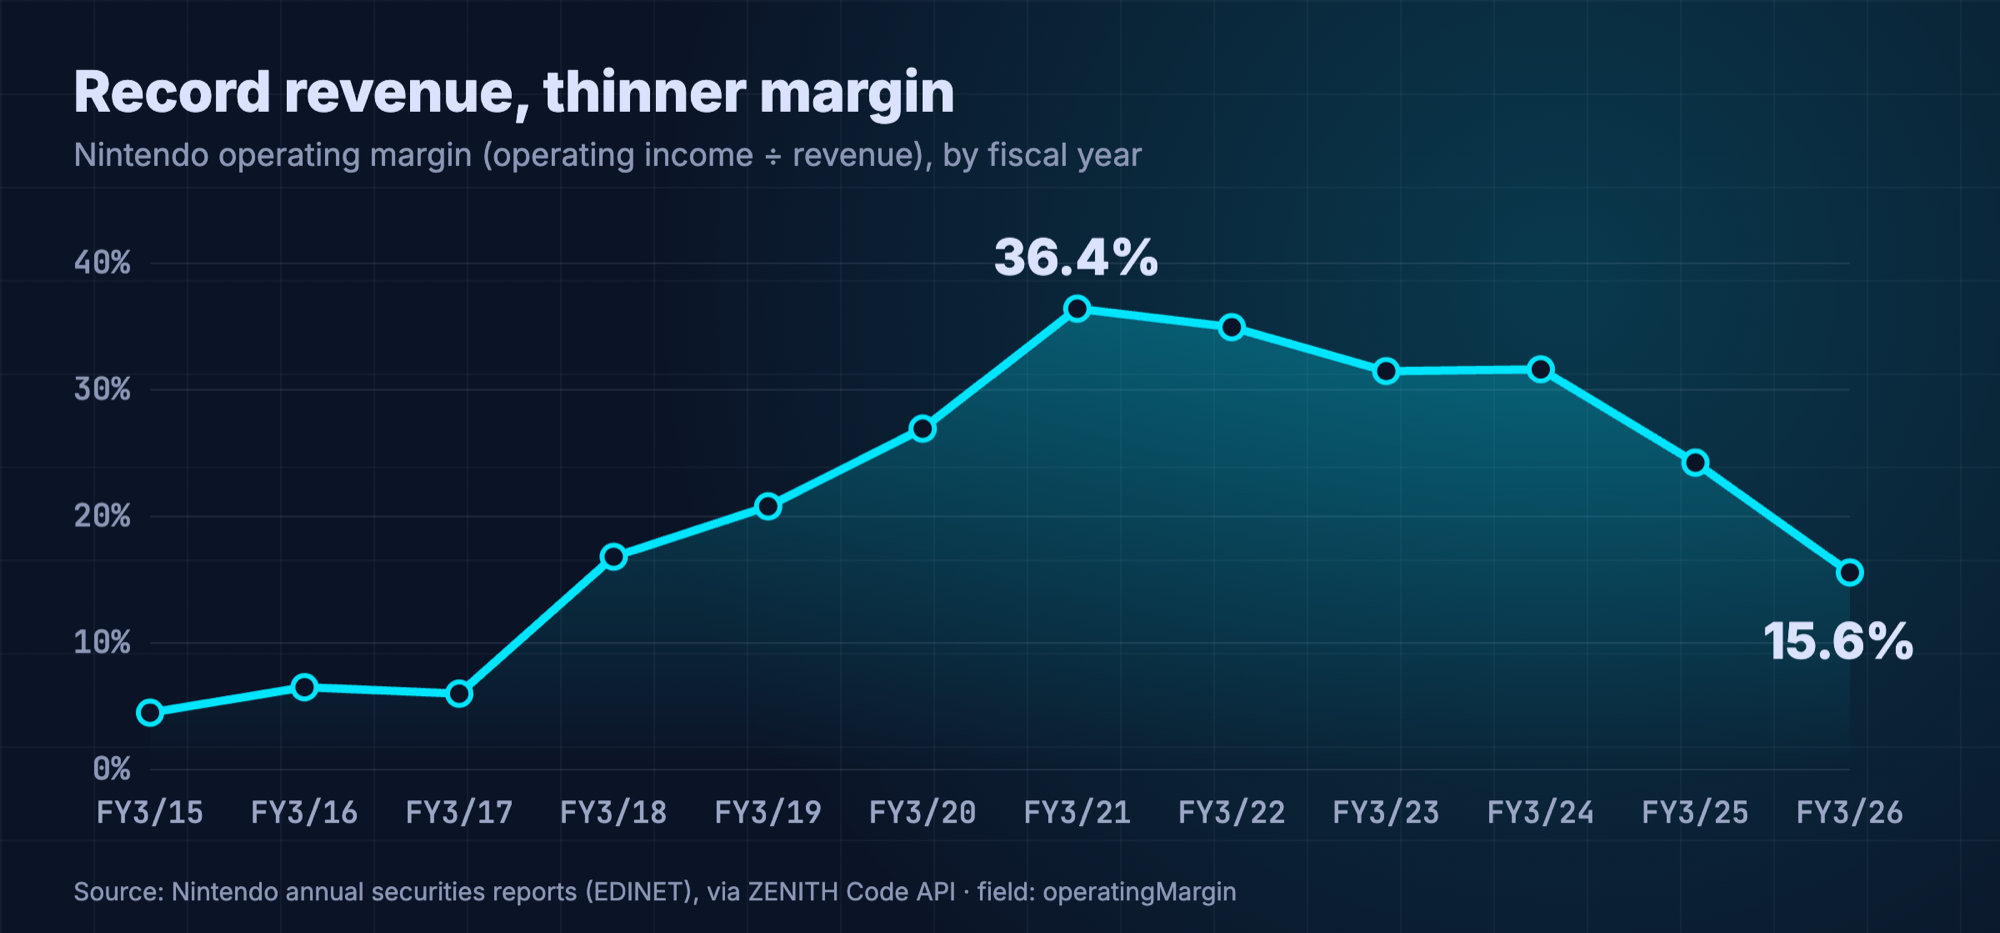 Record revenue, thinner margin
Nintendo operating margin (operating income ÷ revenue), by fiscal year
36.4%
40%
30%
20%
10%
15.6%
0%
FY3/15 FY3/16 FY3/17 FY3/18 FY3/19 FY3/20 FY3/21 FY3/22 FY3/23 FY3/24 FY3/25 FY3/26
Source: Nintendo annual securities reports (EDINET), via ZENITH Code API · field: operatingMargin